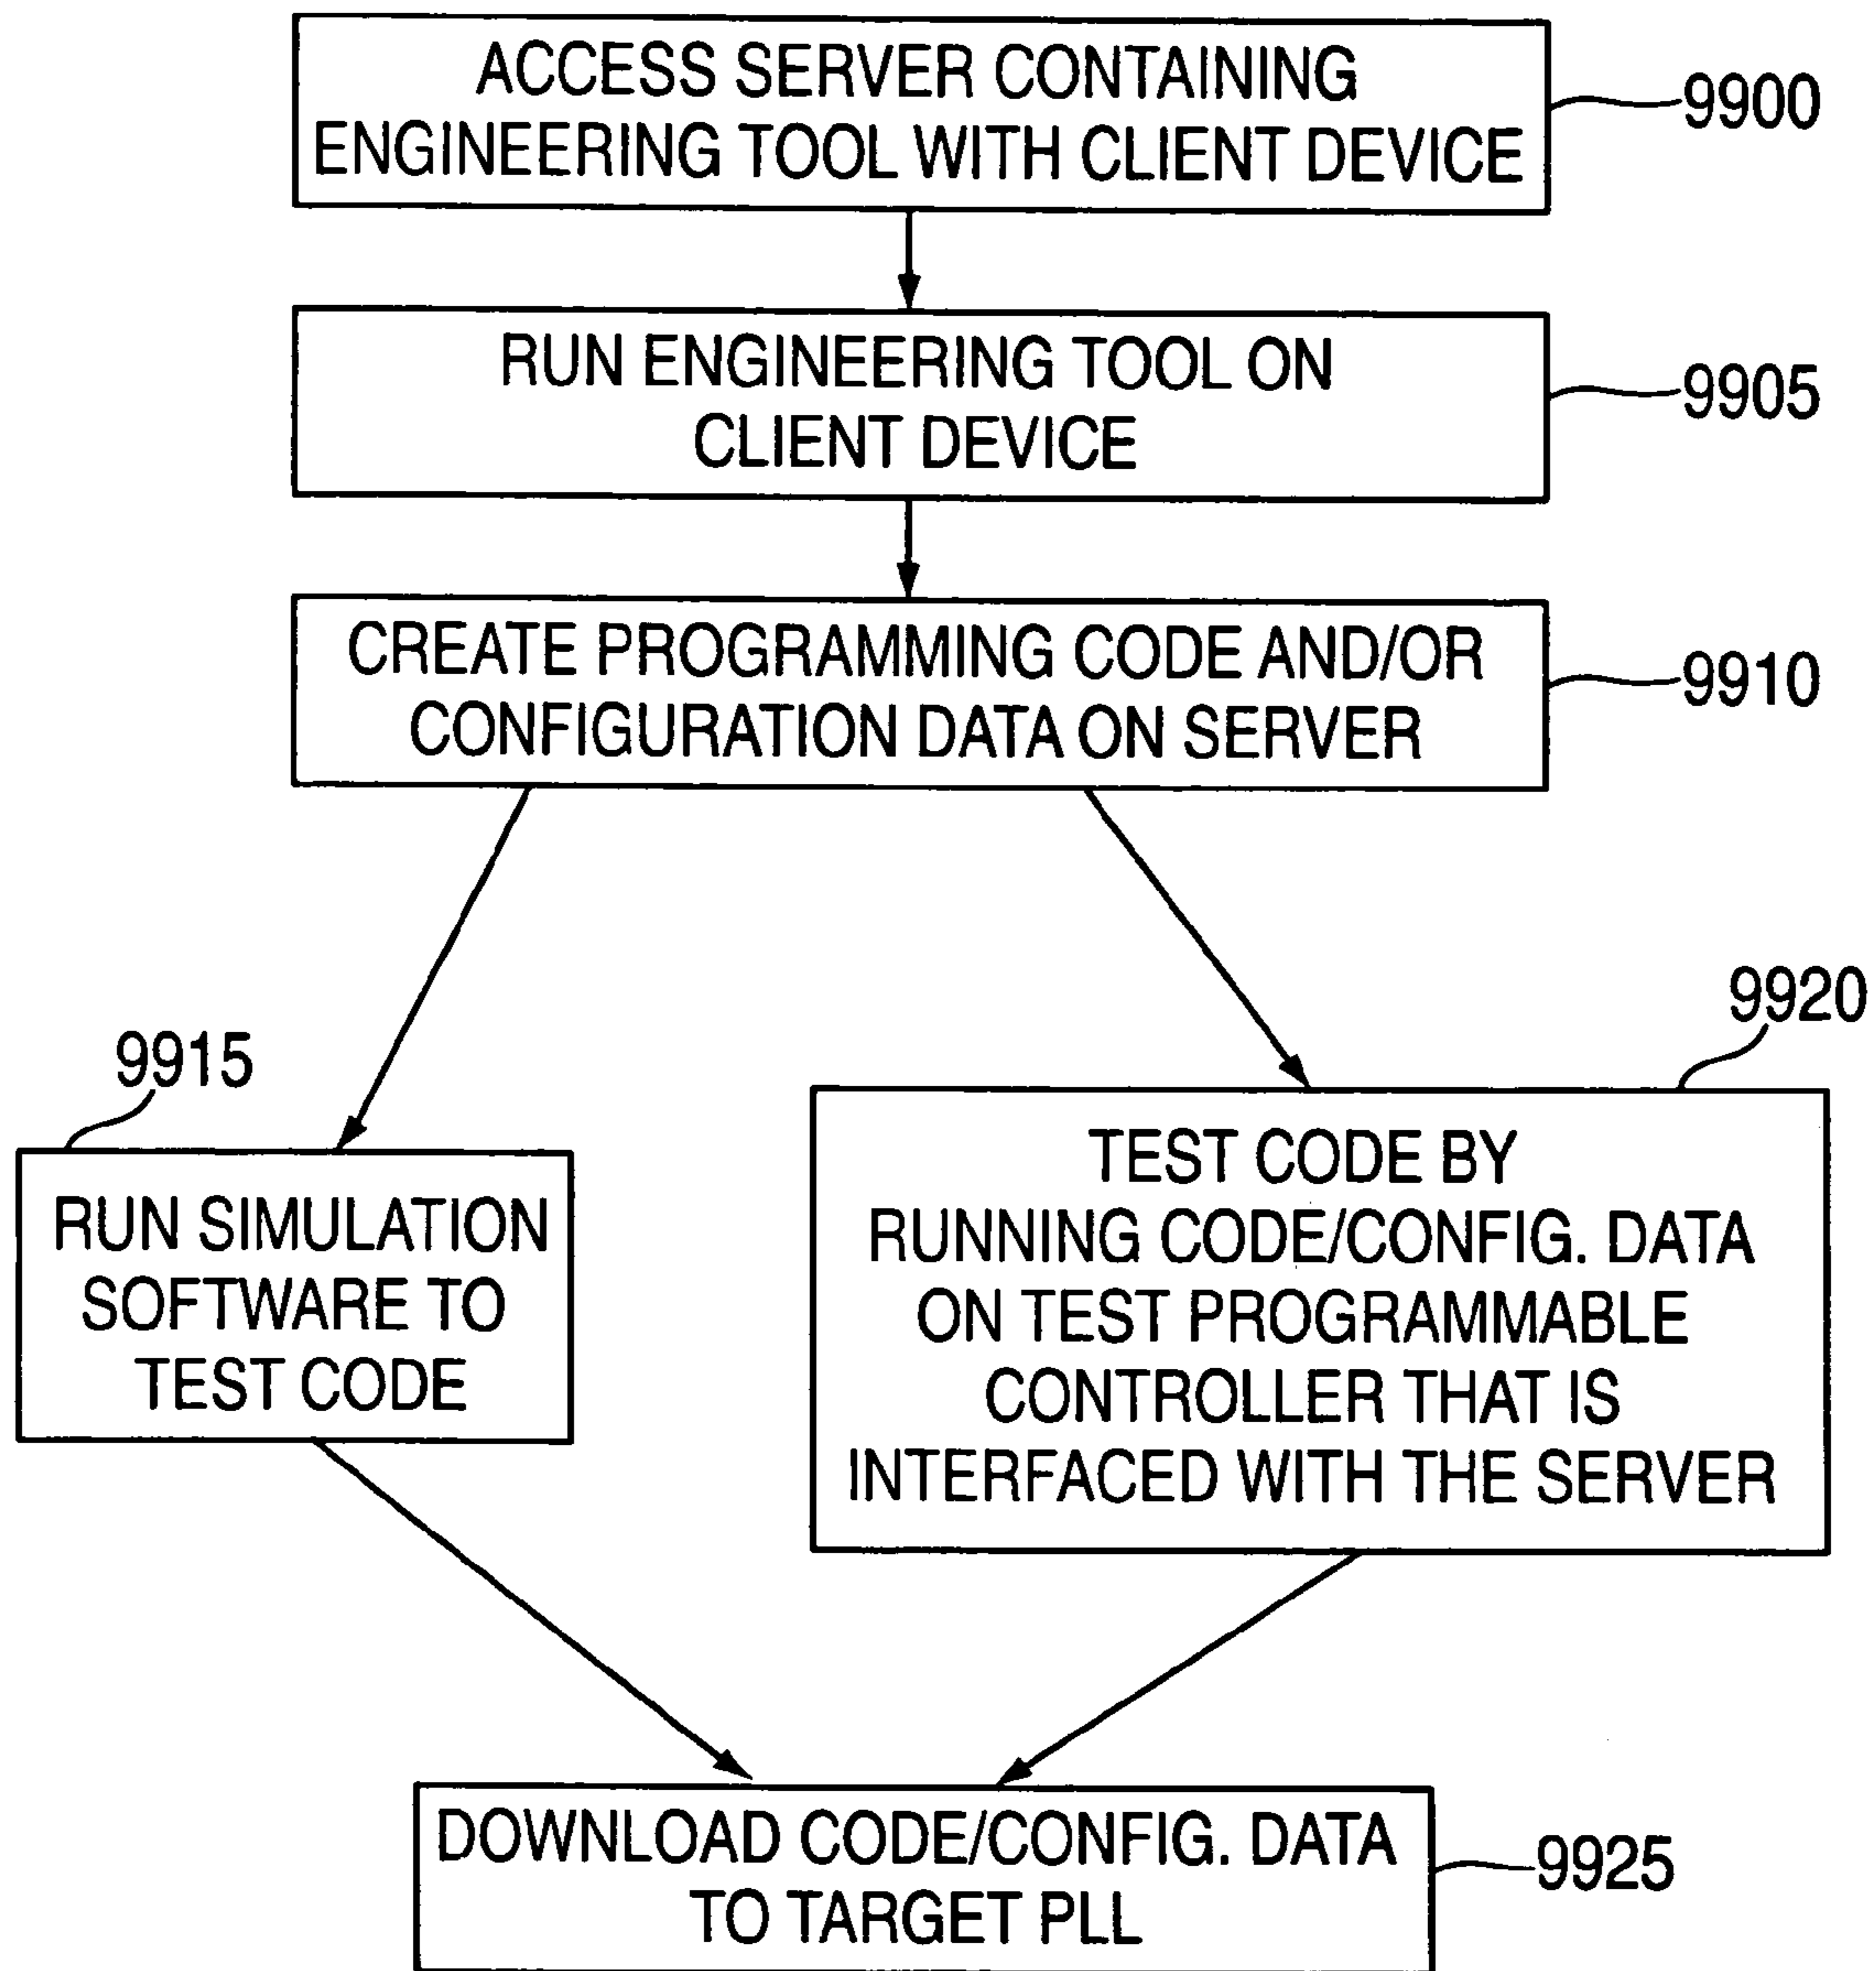 ACCESS SERVER CONTAINING
ENGINEERING TOOL WITH CLIENT DEVICE
9900
RUN ENGINEERING TOOL ON
CLIENT DEVICE
9905
CREATE PROGRAMMING CODE AND/OR
CONFIGURATION DATA ON SERVER
9910
9915
RUN SIMULATION
SOFTWARE TO
TEST CODE
9920
TEST CODE BY
RUNNING CODE/CONFIG. DATA
ON TEST PROGRAMMABLE
CONTROLLER THAT IS
INTERFACED WITH THE SERVER
DOWNLOAD CODE/CONFIG. DATA
TO TARGET PLL
9925